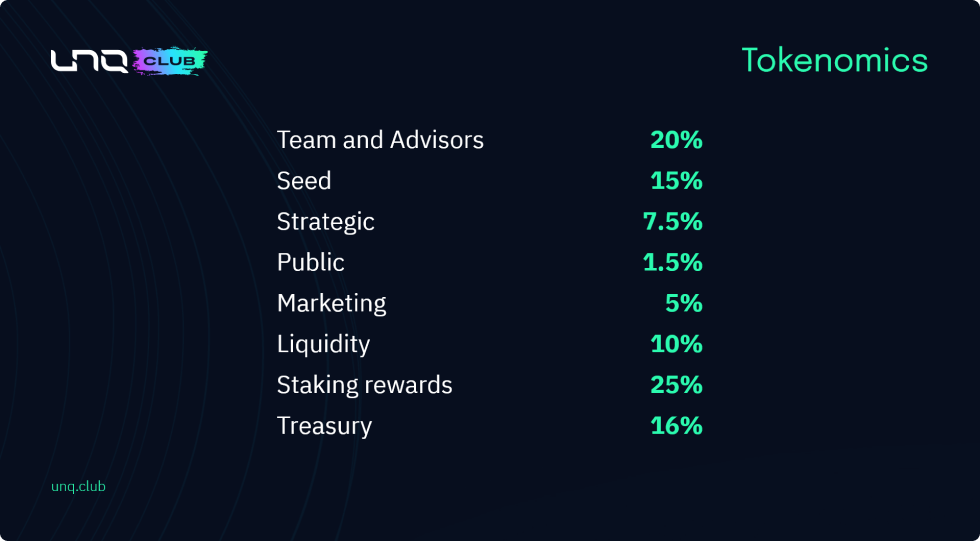 unq CLUB
Tokenomics
Team and Advisors 20%
Seed 15%
Strategic 7.5%
Public 1.5%
Marketing 5%
Liquidity 10%
Staking rewards 25%
Treasury 16%
unq.club